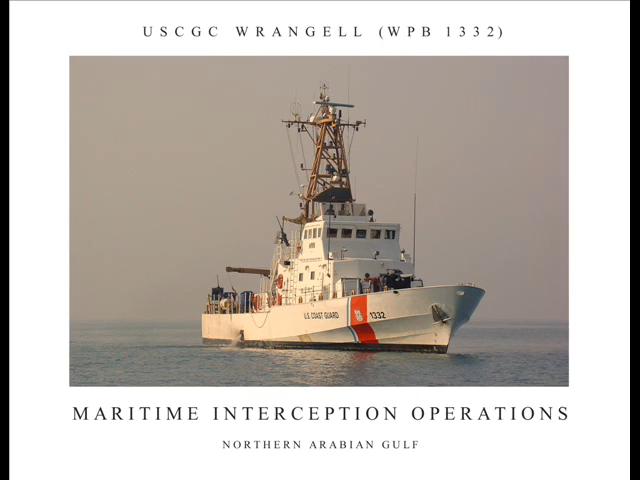 USCGC WRANGELL (WPB 1332)
U.S. COAST GUARD 1332
MARITIME INTERCEPTION OPERATIONS
NORTHERN ARABIAN GULF